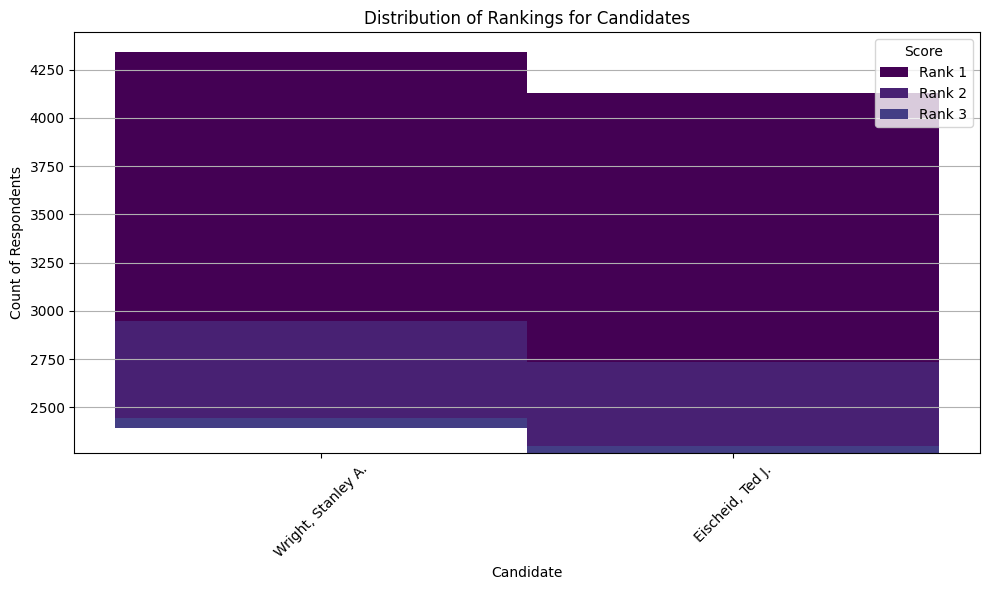 Distribution of Rankings for Candidates
Score
Rank 1
Rank 2
Rank 3
4250
4000
3750
3500
3250
3000
2750
2500
Count of Respondents
Wright, Stanley A.
Eischeid, Ted J.
Candidate